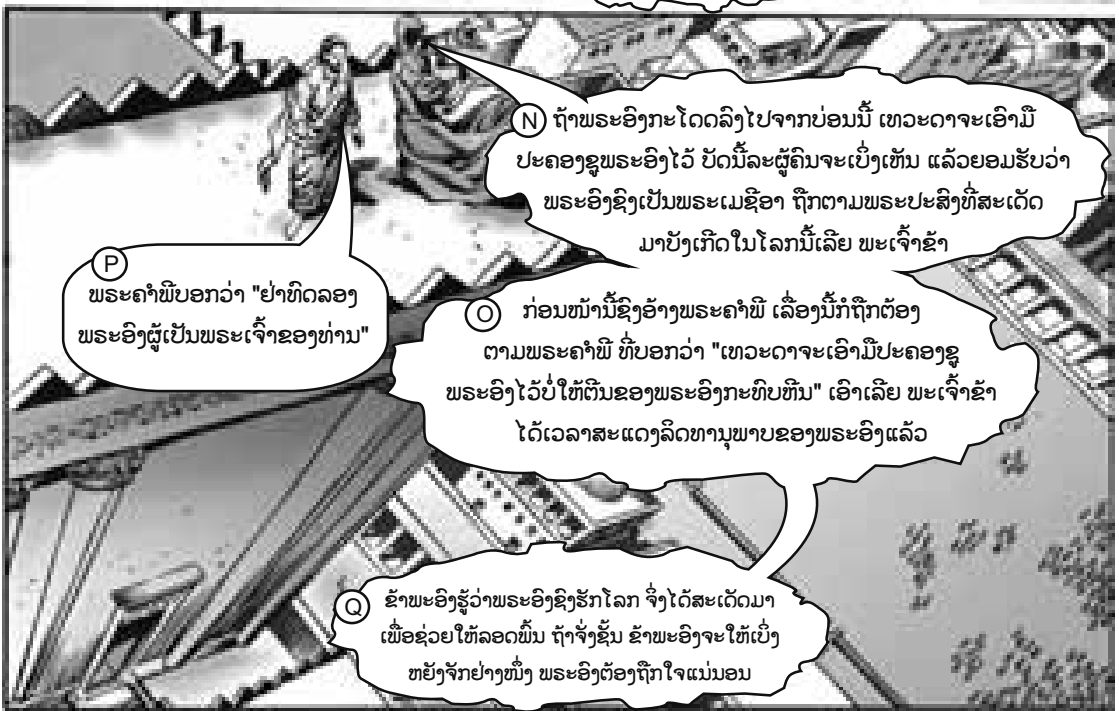 N ຖ້າພຣະອົງກະໂດດລົງໄປຈາກບ່ອນນີ້ ເທວະດາຈະເອົາມື
ປະຄອງຊູພຣະອົງໄວ້ ບັດນີ້ລະຜູ້ຄົນຈະເບິ່ງເຫັນ ແລ້ວຍອມຮັບວ່າ
ພຣະອົງຊົງເປັນພຣະເມຊີອາ ຖືກຕາມພຣະປະສົງທີ່ສະເດັດ
ມາບັງເກີດໃນໂລກນີ້ເລີຍ ພະເຈົ້າຂ້າ
O ກ່ອນໜ້ານີ້ຊົງອ້າງພຣະຄຳພີ ເລື່ອງນີ້ກໍຖືກຕ້ອງ
ຕາມພຣະຄຳພີ ທີ່ບອກວ່າ "ເທວະດາຈະເອົາມືປະຄອງຊູ
ພຣະອົງໄວ້ບໍ່ໃຫ້ຕີນຂອງພຣະອົງກະທົບຫີນ" ເອົາເລີຍ ພະເຈົ້າຂ້າ
ໄດ້ເວລາສະແດງລິດທານຸພາບຂອງພຣະອົງແລ້ວ
P
ພຣະຄຳພີບອກວ່າ "ຢ່າທົດລອງ
ພຣະອົງຜູ້ເປັນພຣະເຈົ້າຂອງທ່ານ"
Q ຂ້າພະອົງຮູ້ວ່າພຣະອົງຊົງຮັກໂລກ ຈິ່ງໄດ້ສະເດັດມາ
ເພື່ອຊ່ວຍໃຫ້ລອດພົ້ນ ຖ້າຈັ່ງຊັ້ນ ຂ້າພະອົງຈະໃຫ້ເບິ່ງ
ຫຍັງຈັກຢ່າງໜຶ່ງ ພຣະອົງຕ້ອງຖືກໃຈແນ່ນອນ